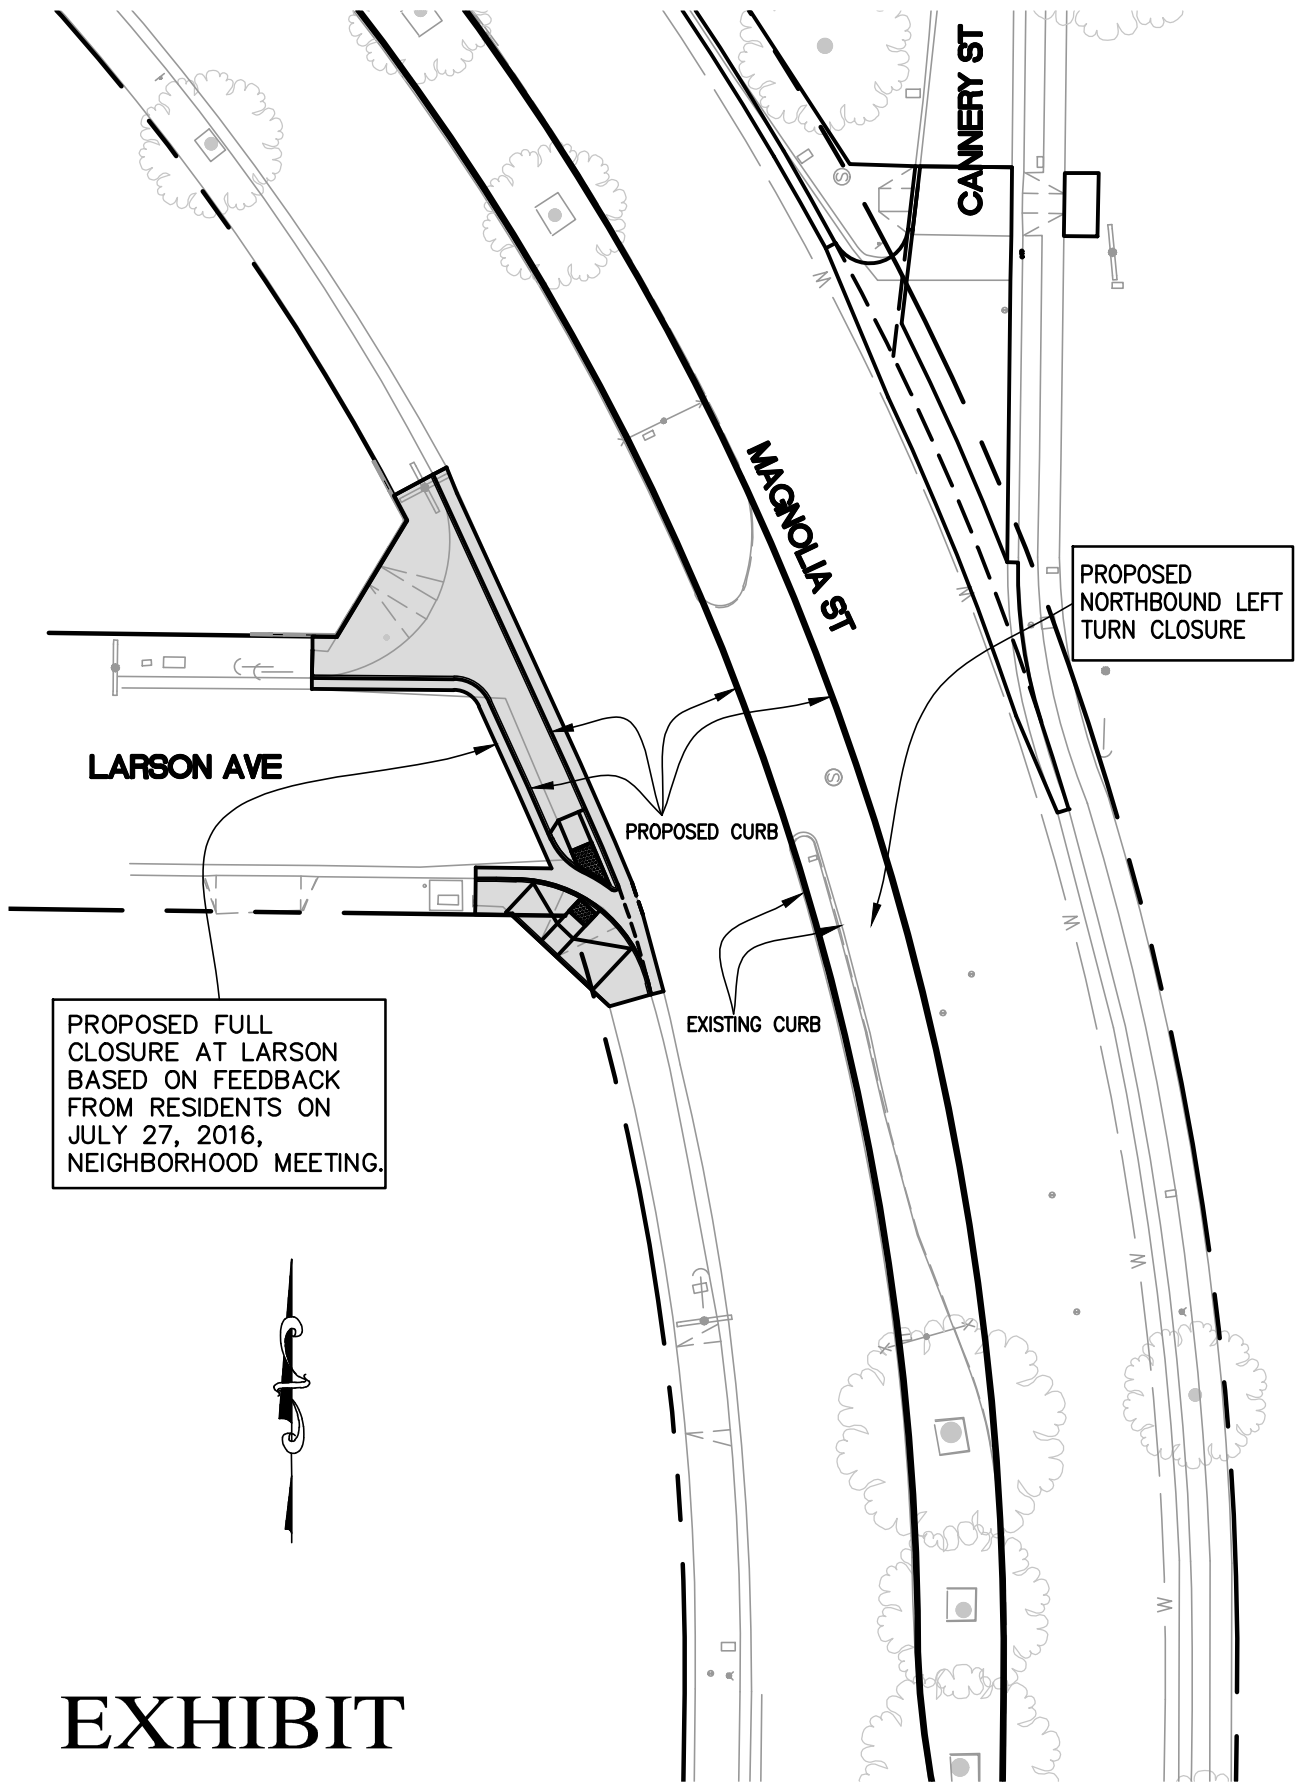 CANNERY ST
MAGNOLIA ST
PROPOSED
NORTHBOUND LEFT
TURN CLOSURE
LARSON AVE
PROPOSED CURB
EXISTING CURB
PROPOSED FULL
CLOSURE AT LARSON
BASED ON FEEDBACK
FROM RESIDENTS ON
JULY 27, 2016,
NEIGHBORHOOD MEETING.
S
S
W
W
W
W
W
EXHIBIT